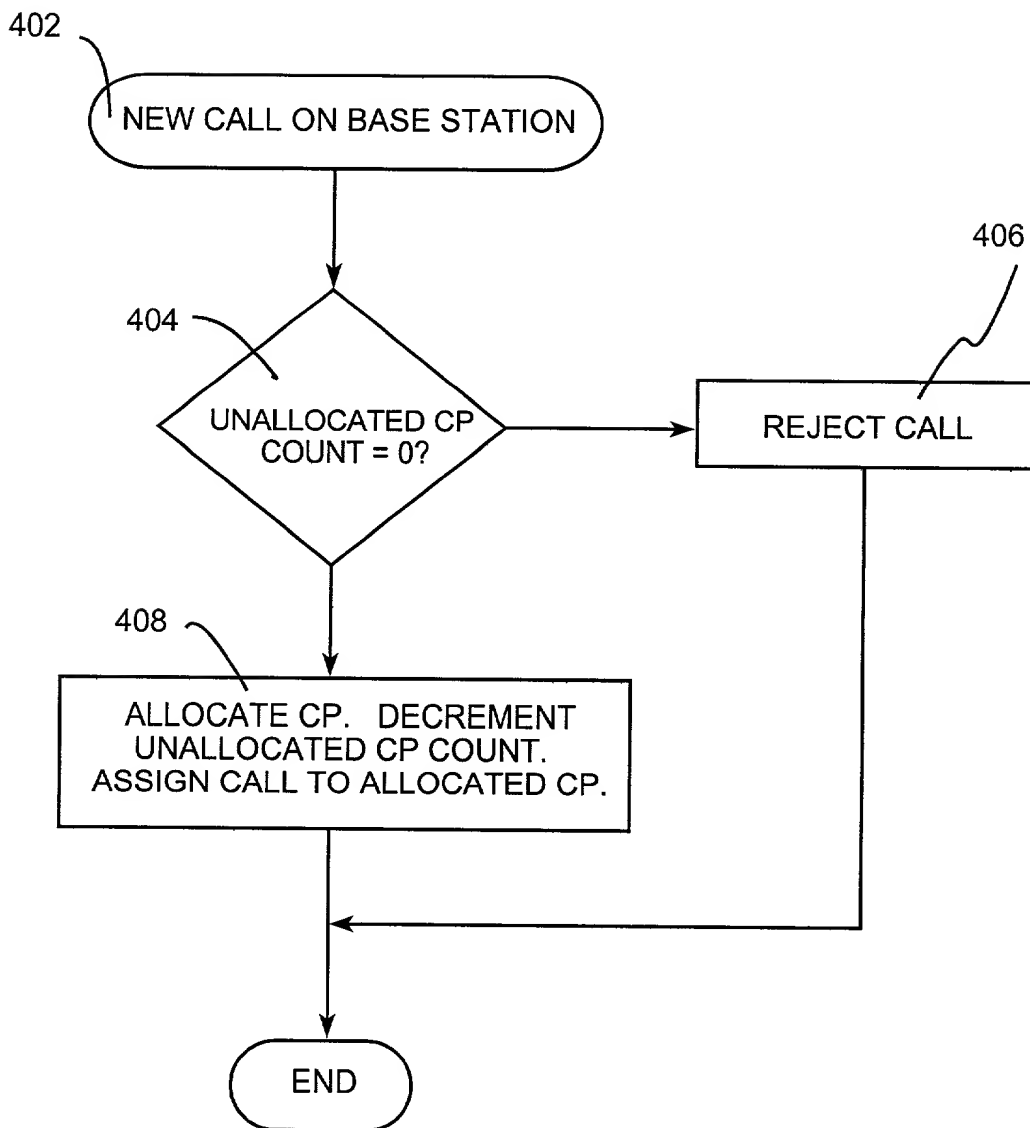 402
NEW CALL ON BASE STATION
406
404
UNALLOCATED CP
COUNT = 0?
REJECT CALL
408
ALLOCATE CP. DECREMENT
UNALLOCATED CP COUNT.
ASSIGN CALL TO ALLOCATED CP.
END